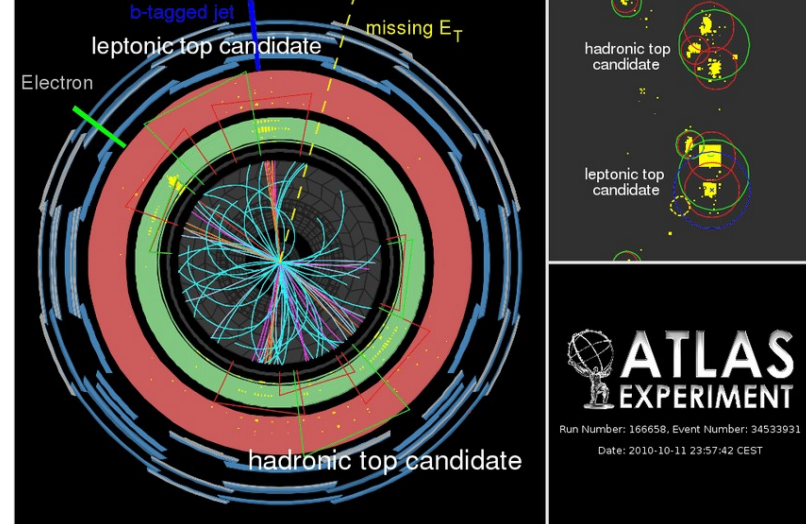 b-tagged jet
leptonic top candidate
missing E_T
Electron
hadronic top candidate
hadronic top
candidate
leptonic top
candidate
ATLAS
EXPERIMENT
Run Number: 166658, Event Number: 34533931
Date: 2010-10-11 23:57:42 CEST